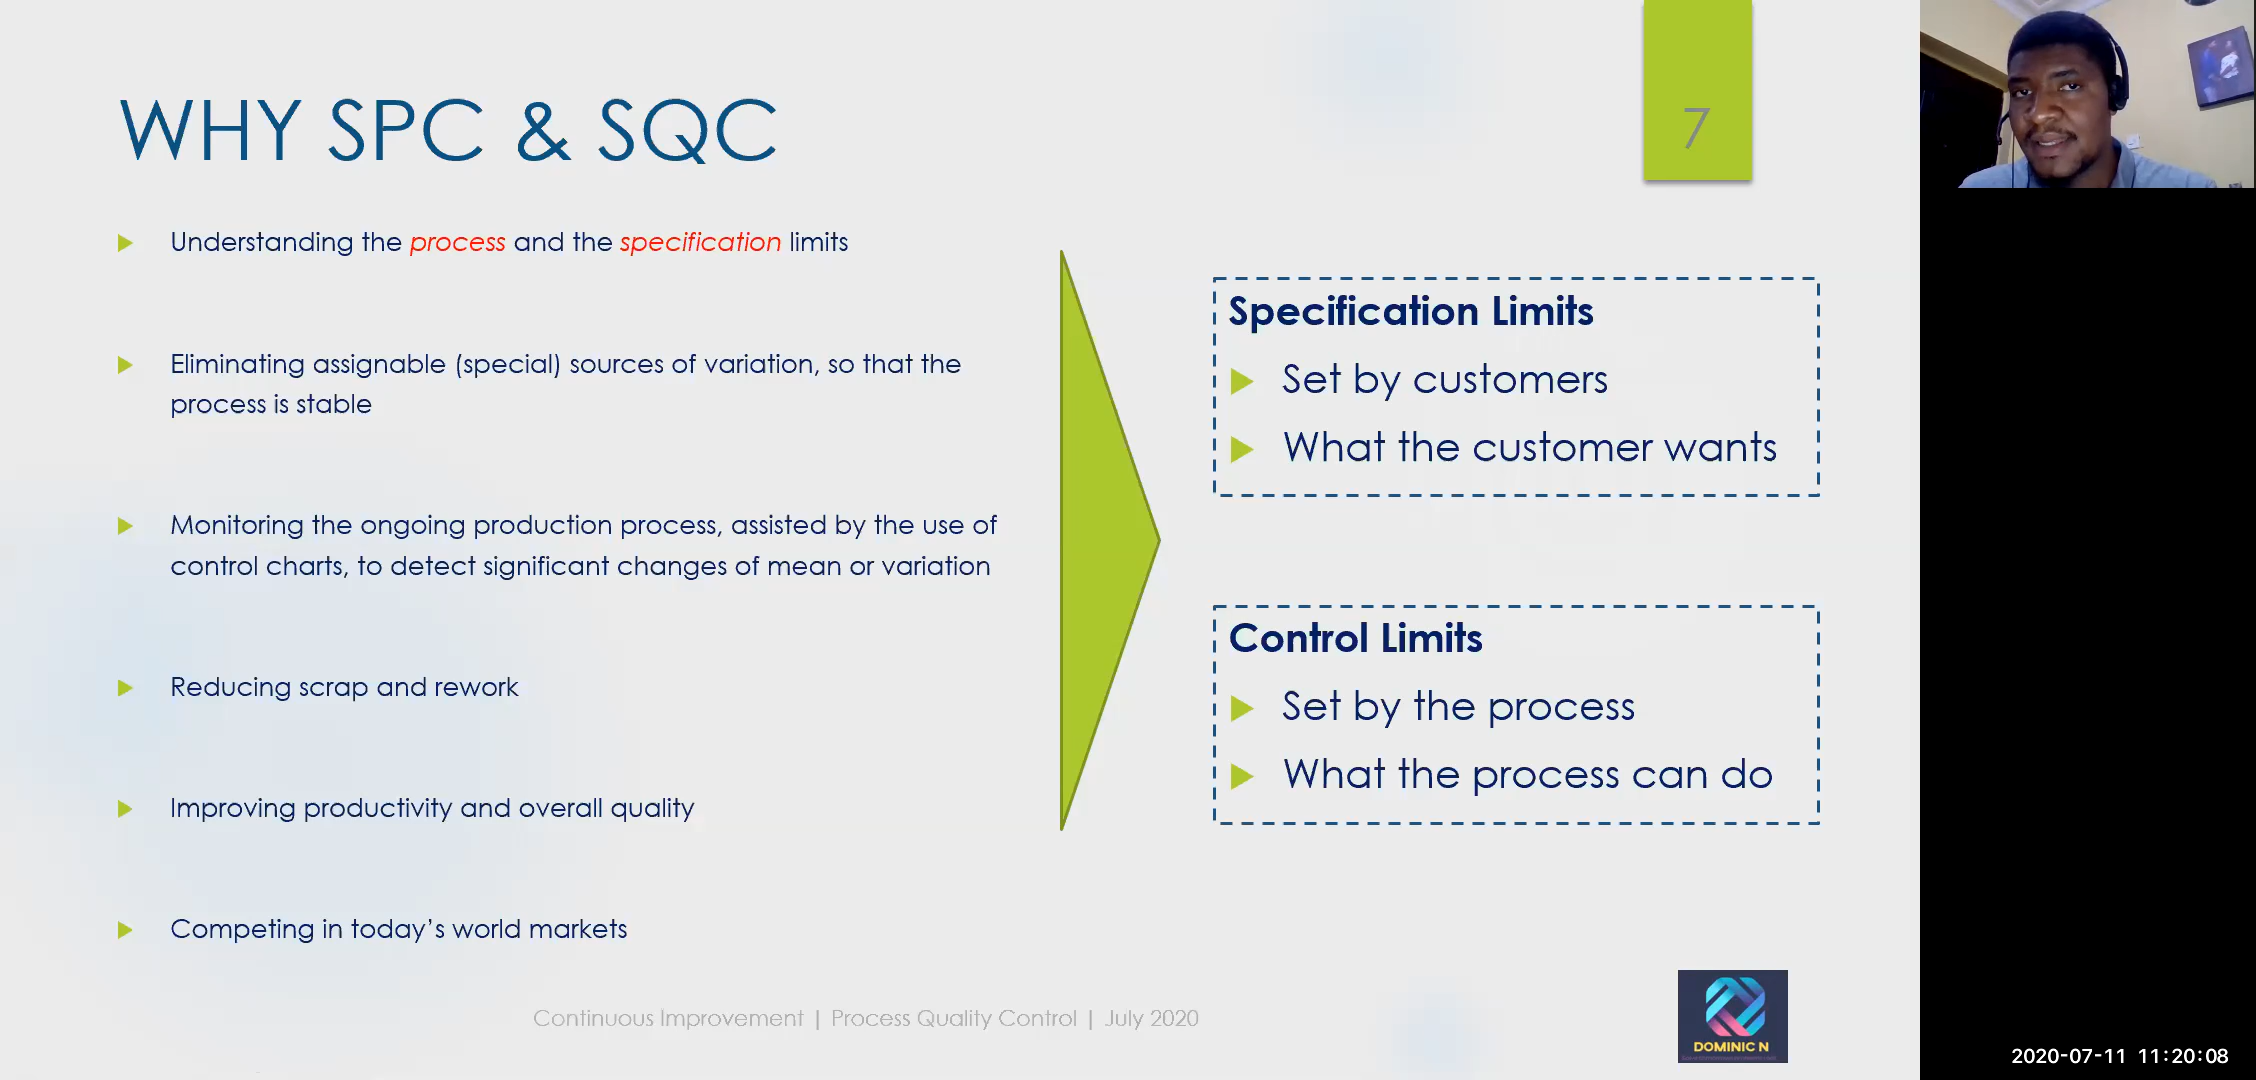 WHY SPC & SQC
7
Understanding the process and the specification limits
Eliminating assignable (special) sources of variation, so that the
process is stable
Monitoring the ongoing production process, assisted by the use of
control charts, to detect significant changes of mean or variation
Reducing scrap and rework
Improving productivity and overall quality
Competing in today’s world markets
Specification Limits
Set by customers
What the customer wants
Control Limits
Set by the process
What the process can do
Continuous Improvement | Process Quality Control | July 2020
DOMINIC N
2020-07-11 11:20:08